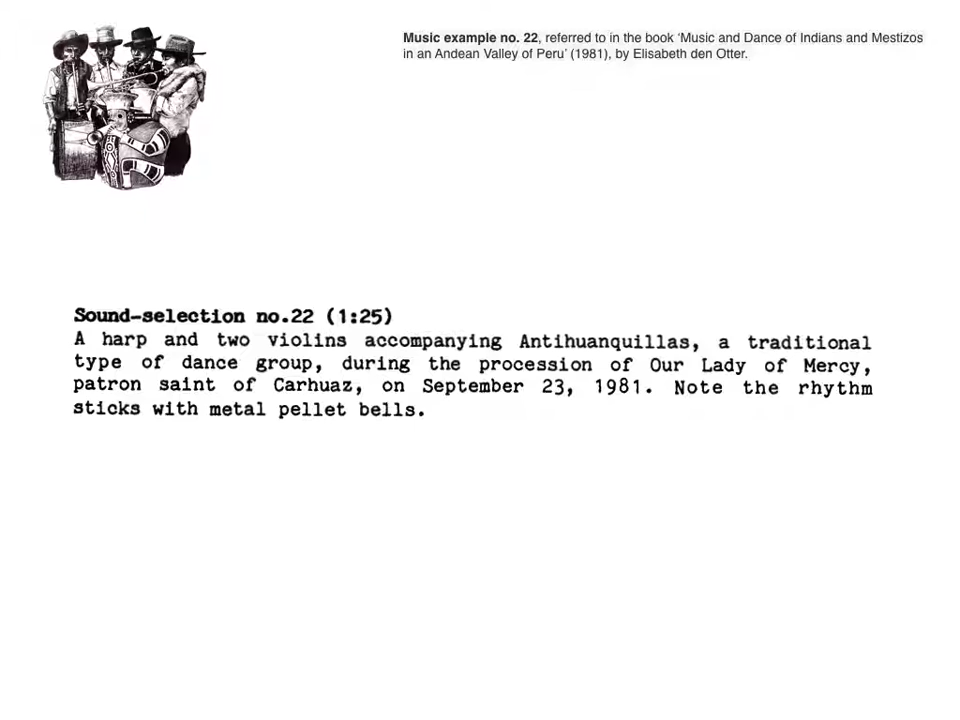 Music example no. 22, referred to in the book ‘Music and Dance of Indians and Mestizos
in an Andean Valley of Peru’ (1981), by Elisabeth den Otter.
Sound-selection no.22 (1:25)
A harp and two violins accompanying Antihuanquillas, a traditional
type of dance group, during the procession of Our Lady of Mercy,
patron saint of Carhuaz, on September 23, 1981. Note the rhythm
sticks with metal pellet bells.